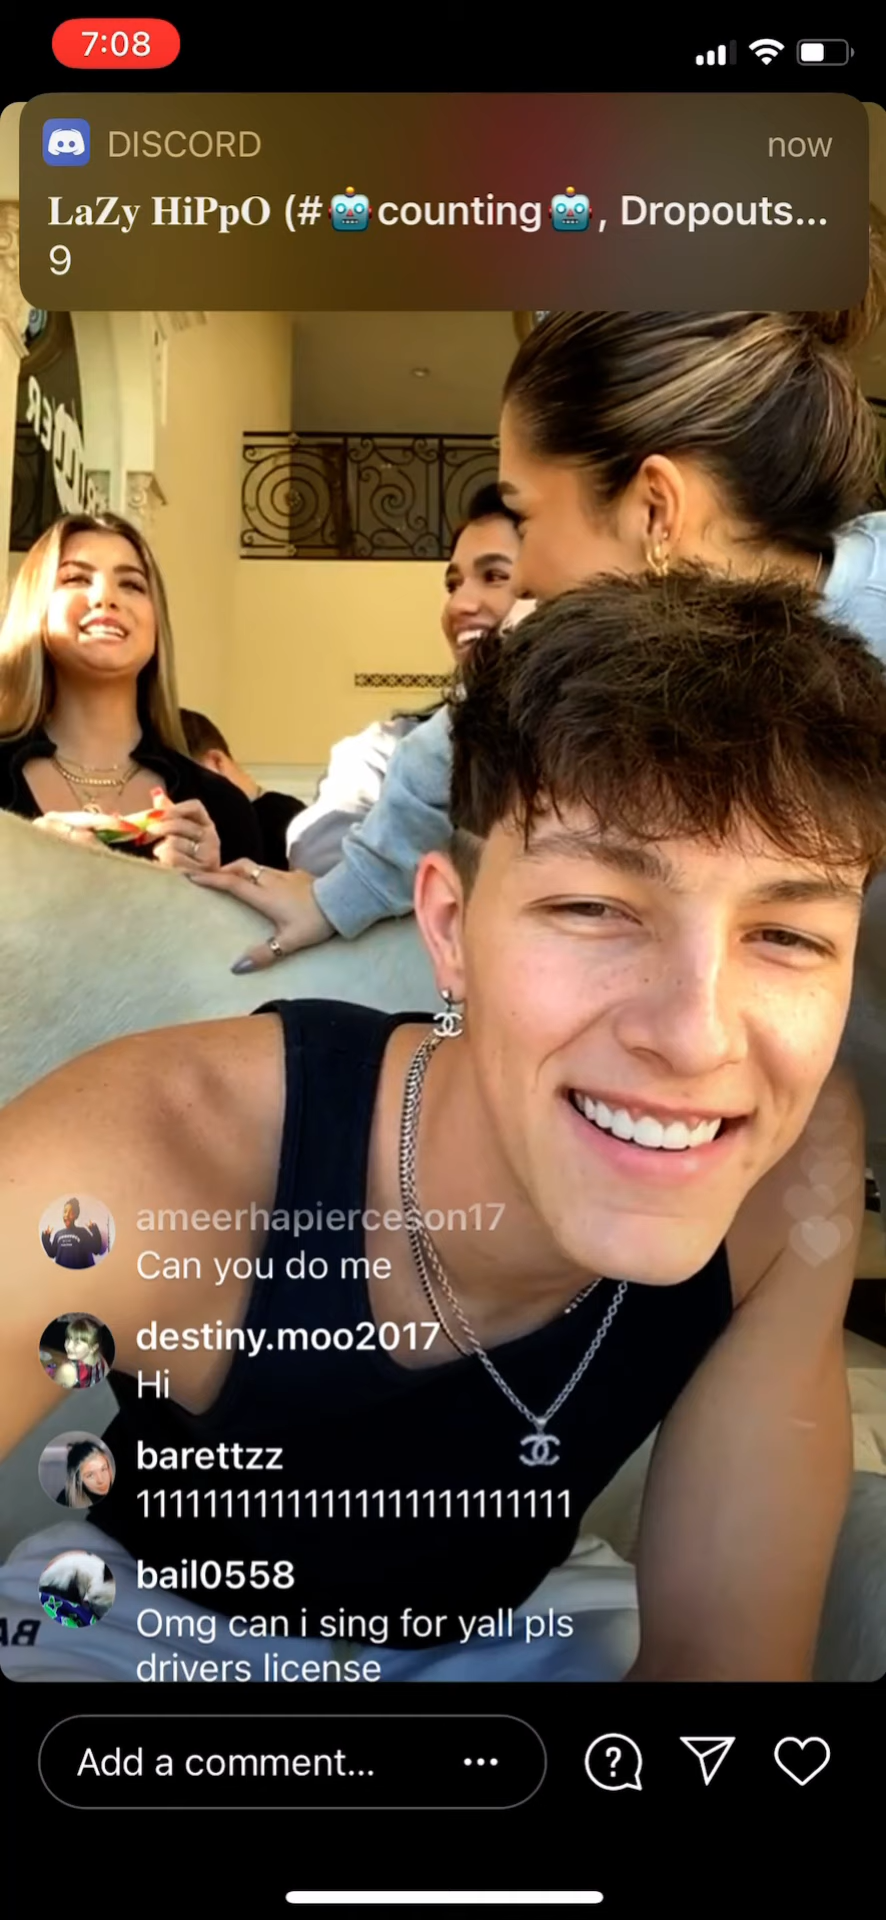 7:08
DISCORD
now
LaZy HiPpO (#🤖counting🤖, Dropouts...
9
ameerhapierceson17
Can you do me
destiny.moo2017
Hi
barettzz
11111111111111111111111111
bail0558
Omg can i sing for yall pls
drivers license
Add a comment...